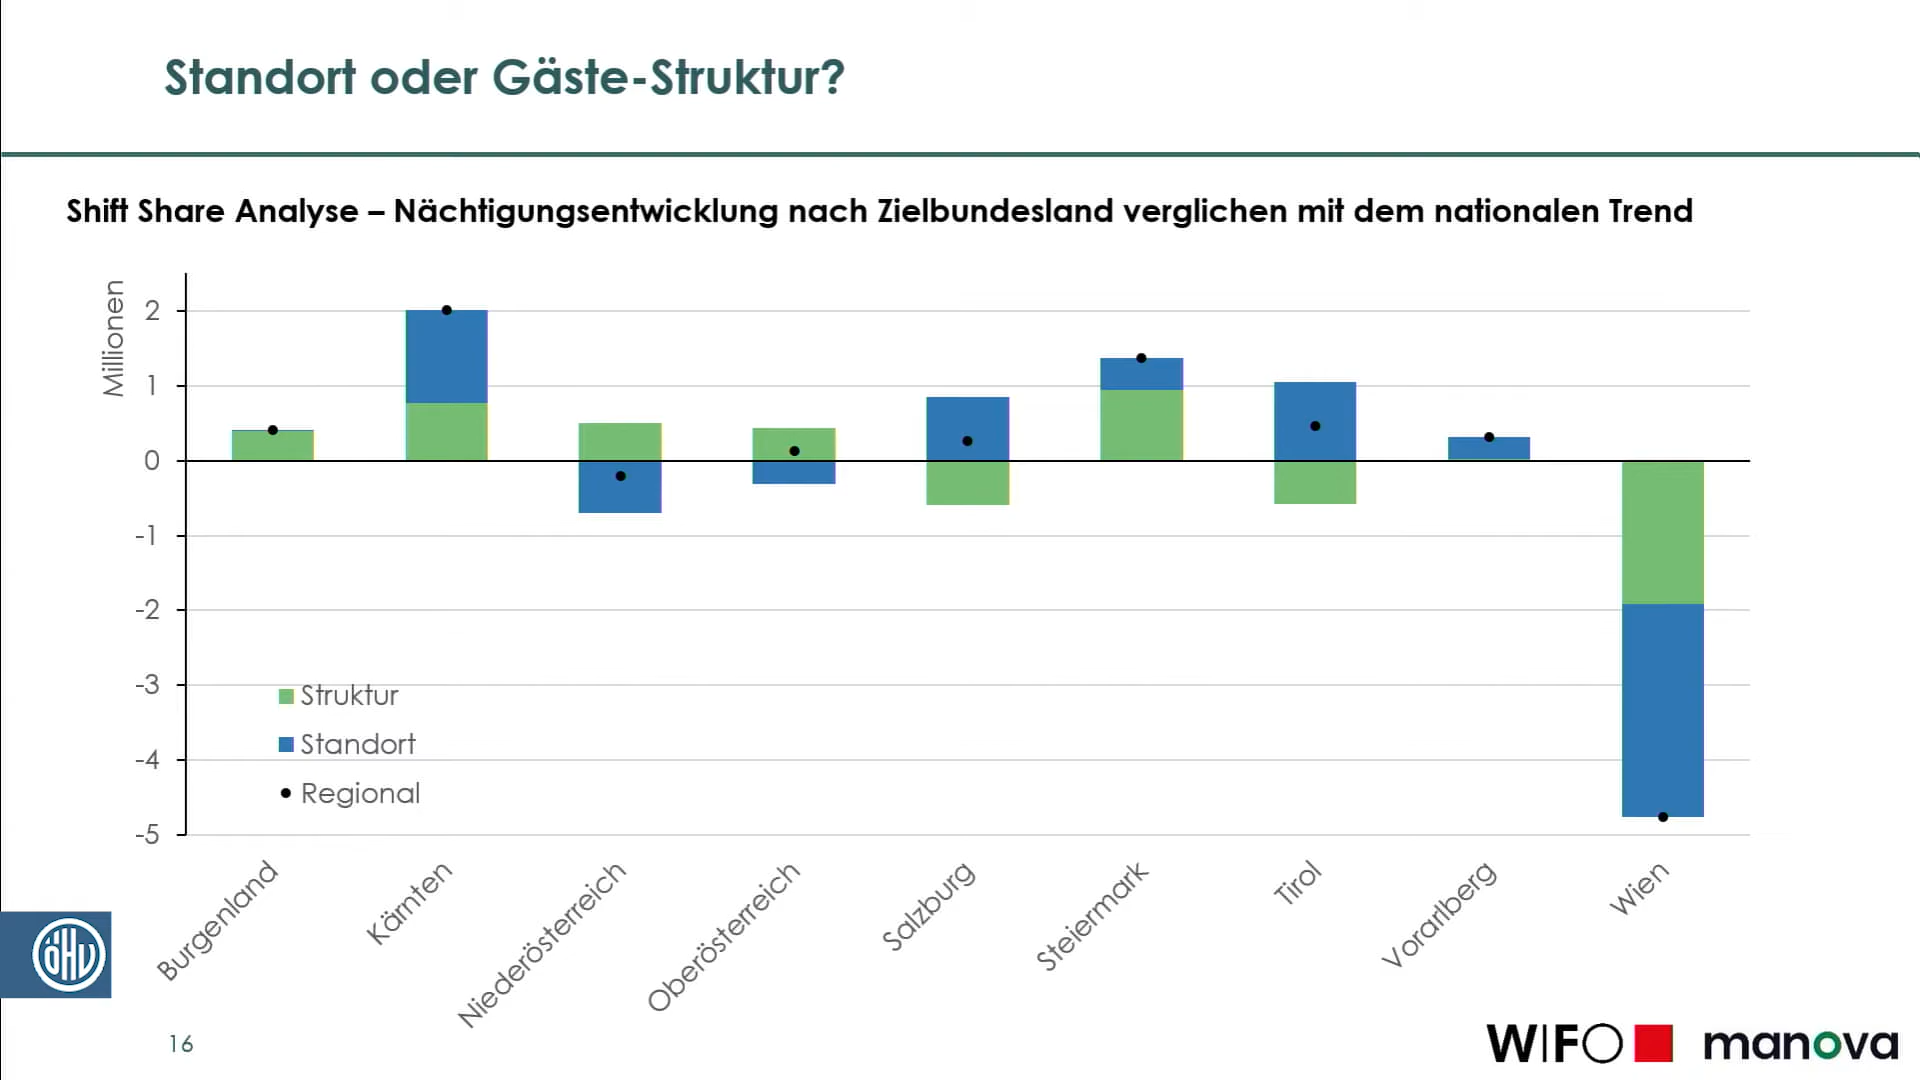 Standort oder Gäste-Struktur?
Shift Share Analyse – Nächtigungsentwicklung nach Zielbundesland verglichen mit dem nationalen Trend
Millionen
2
1
0
-1
-2
-3
-4
-5
Struktur
Standort
Regional
Burgenland
Kärnten
Niederösterreich
Oberösterreich
Salzburg
Steiermark
Tirol
Vorarlberg
Wien
ÖHV
16
WIFO
manova